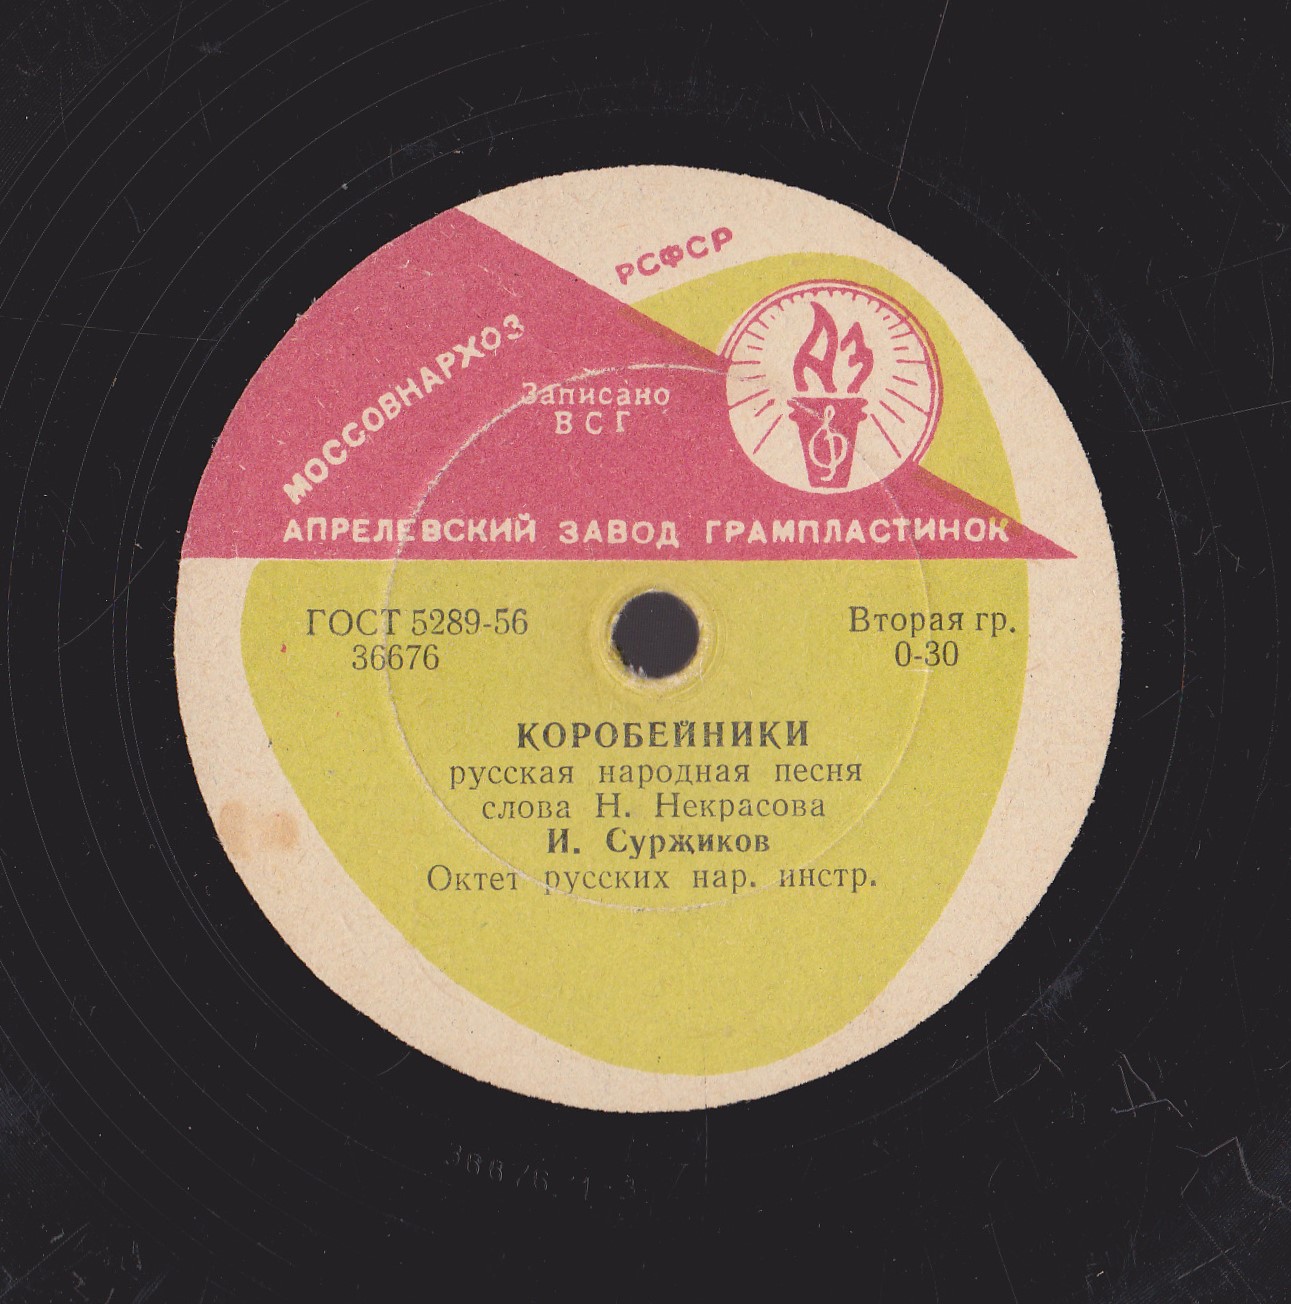 РСФСР
МОССОВНАРХОЗ
АЗ
Записано
ВСГ
АПРЕЛЕВСКИЙ ЗАВОД ГРАМПЛАСТИНОК
ГОСТ 5289-56
36676
Вторая гр.
0-30
КОРОБЕЙНИКИ
русская народная песня
слова Н. Некрасова
И. Суржиков
Октет русских нар. инстр.